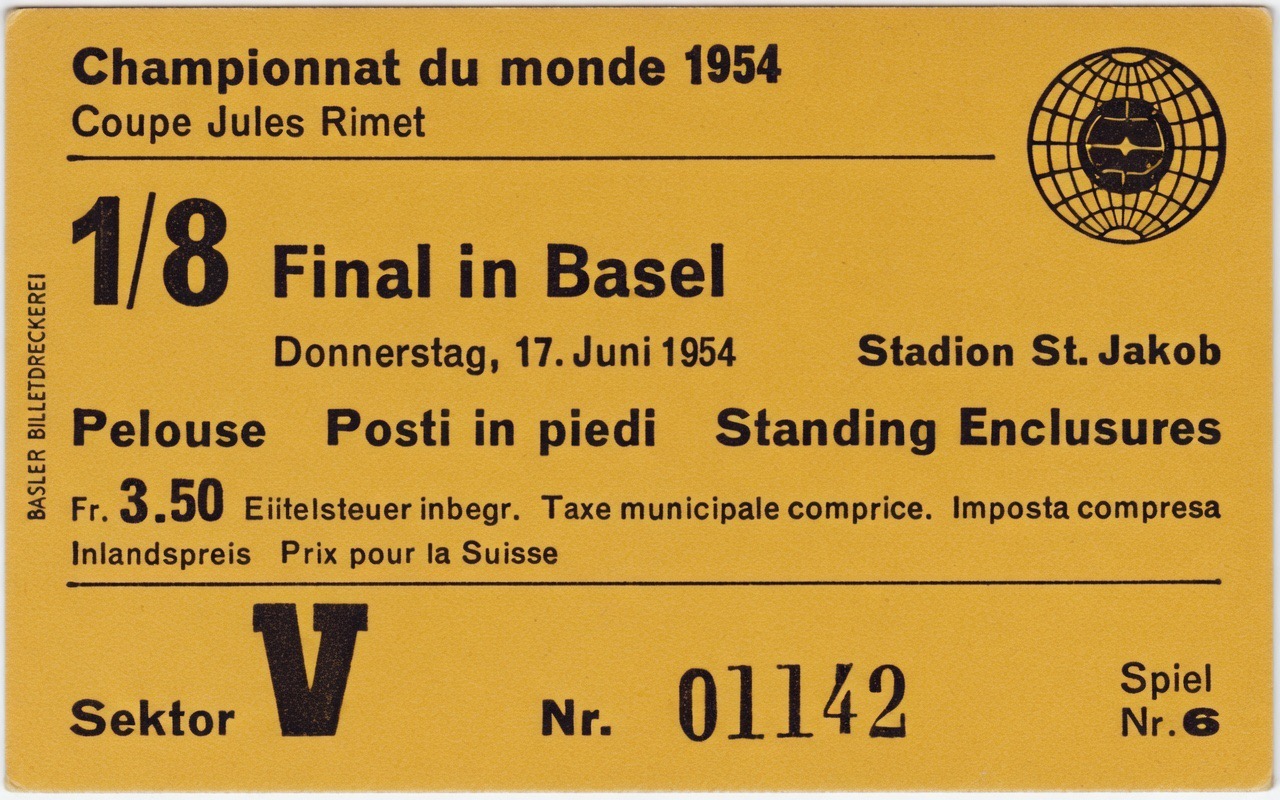 Championnat du monde 1954
Coupe Jules Rimet
1/8 Final in Basel
Donnerstag, 17. Juni 1954 Stadion St. Jakob
Pelouse Posti in piedi Standing Enclusures
Fr. 3.50 Eiitelsteuer inbegr. Taxe municipale comprice. Imposta compresa
Inlandspreis Prix pour la Suisse
Sektor V Nr. 01142 Spiel
Nr. 6
BASLER BILLETDRECKEREI